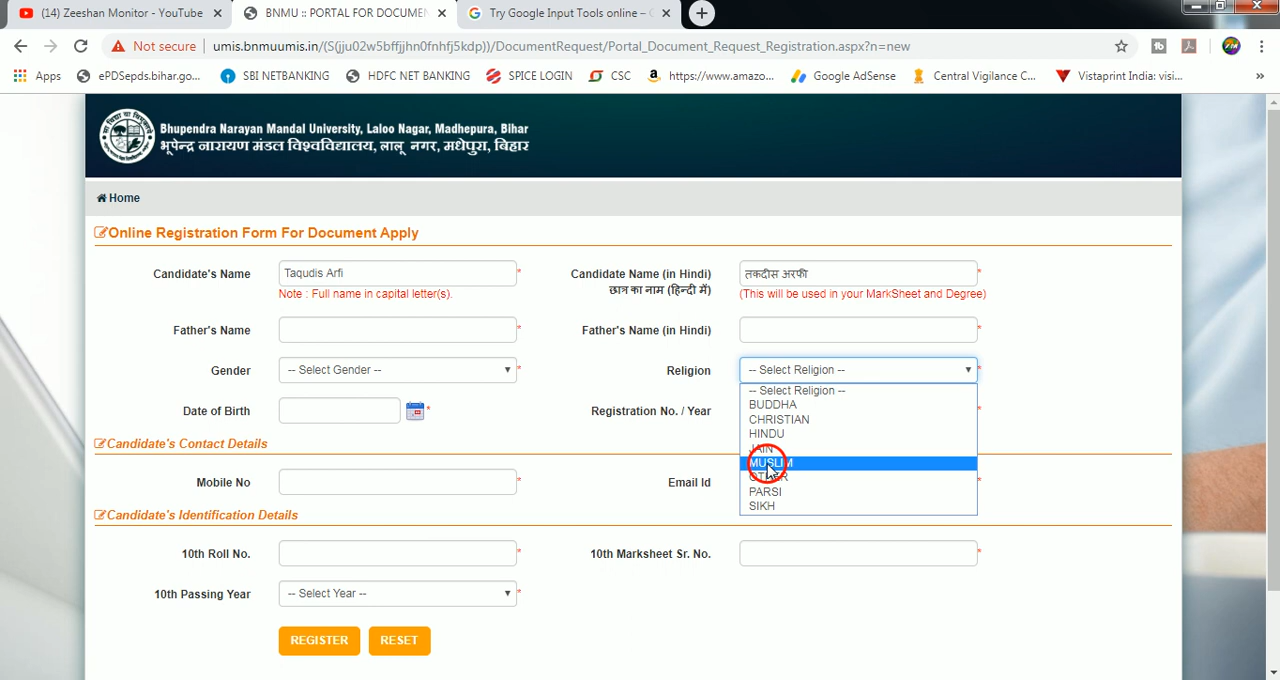 (14) Zeeshan Monitor - YouTube
BNMU :: PORTAL FOR DOCUMEN
Try Google Input Tools online –
Not secure
umis.bnmuumis.in/(S(jju02w5bffjjhn0fnhfj5kdp))/DocumentRequest/Portal_Document_Request_Registration.aspx?n=new
Apps
ePDSepds.bihar.go...
SBI NETBANKING
HDFC NET BANKING
SPICE LOGIN
CSC
https://www.amazo...
Google AdSense
Central Vigilance C...
Vistaprint India: visi...
»
Bhupendra Narayan Mandal University, Laloo Nagar, Madhepura, Bihar
भूपेन्द्र नारायण मंडल विश्वविद्यालय, लालू नगर, मधेपुरा, बिहार
Home
Online Registration Form For Document Apply
Candidate's Name
Taqudis Arfi
*
Candidate Name (in Hindi)
तकदीस अरफी
*
Note : Full name in capital letter(s).
छात्र का नाम (हिन्दी में)
(This will be used in your MarkSheet and Degree)
Father's Name
*
Father's Name (in Hindi)
*
Gender
-- Select Gender --
*
Religion
-- Select Religion --
*
-- Select Religion --
BUDDHA
CHRISTIAN
HINDU
JAIN
MUSLIM
OTHER
PARSI
SIKH
Date of Birth
*
Registration No. / Year
*
Candidate's Contact Details
Mobile No
*
Email Id
*
Candidate's Identification Details
10th Roll No.
*
10th Marksheet Sr. No.
*
10th Passing Year
-- Select Year --
*
REGISTER
RESET